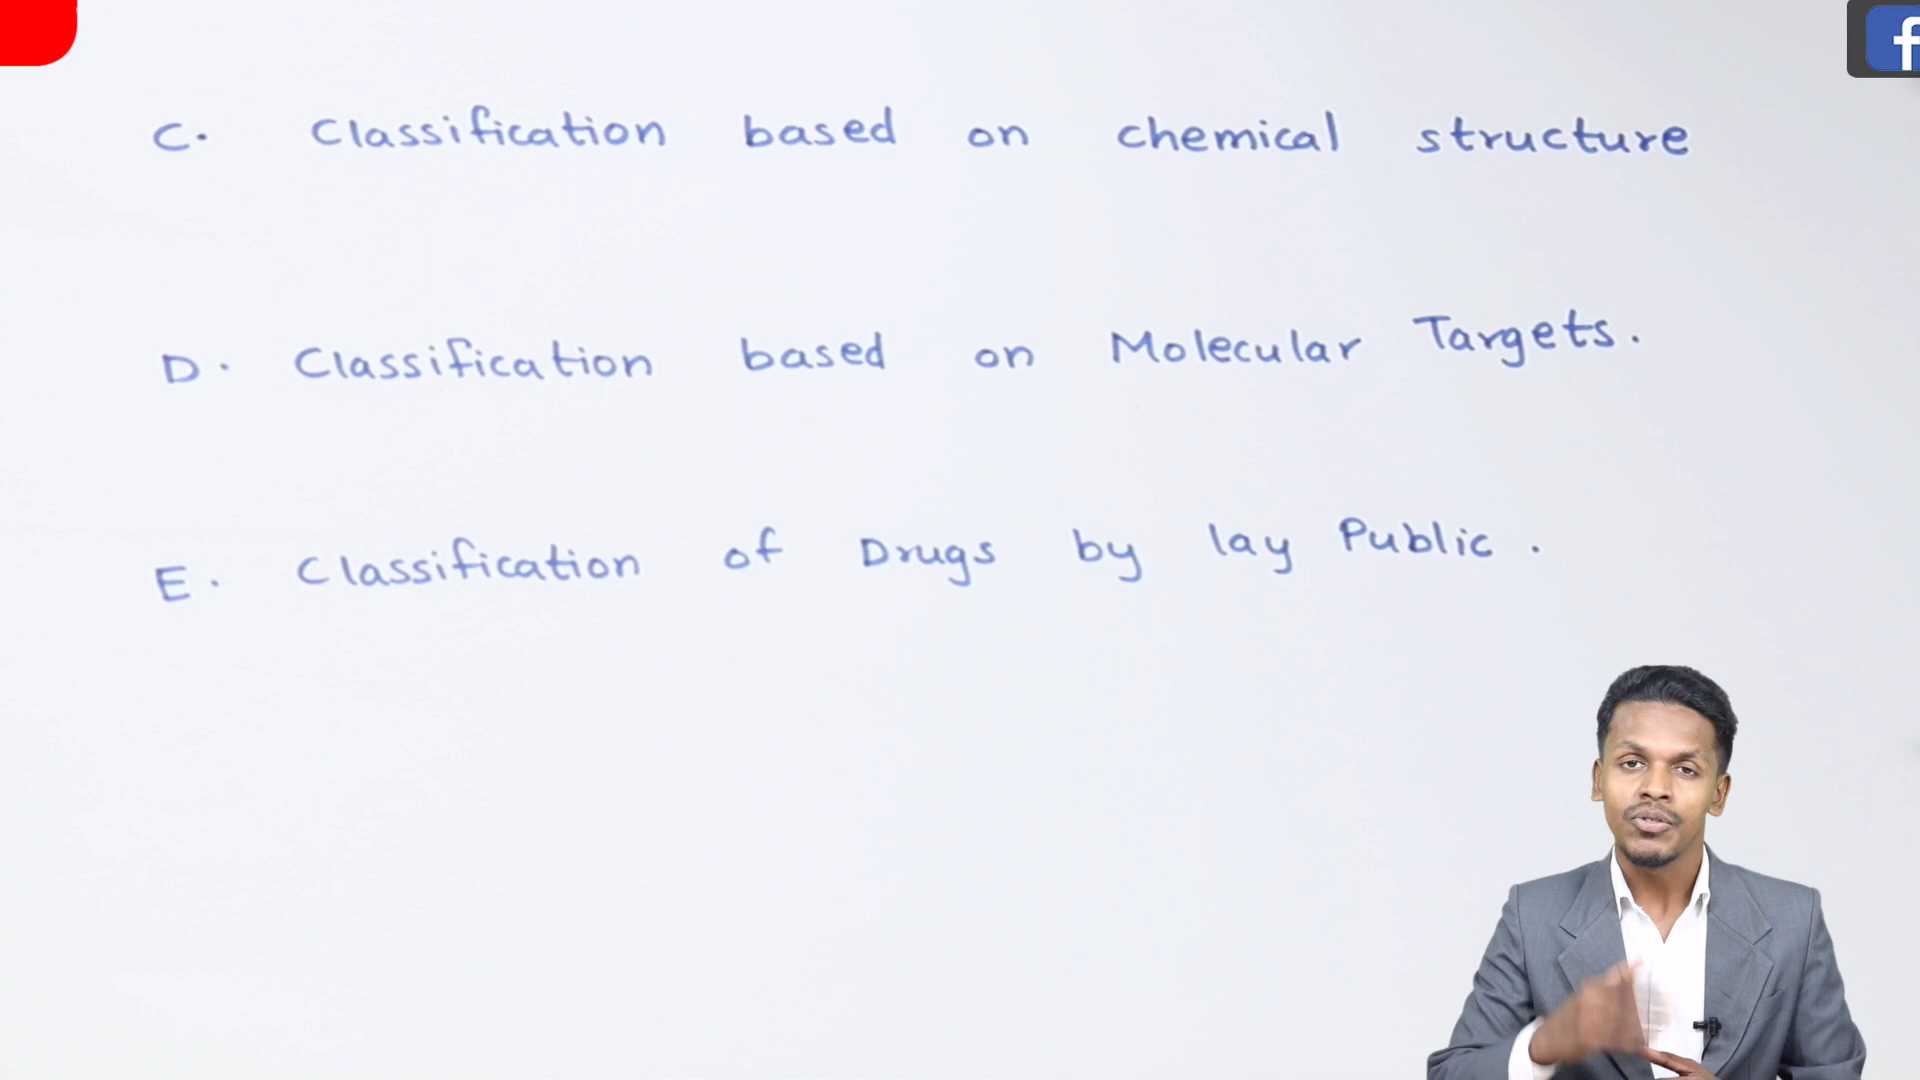 C. Classification based on chemical structure
D. Classification based on Molecular Targets.
E. Classification of Drugs by lay Public.